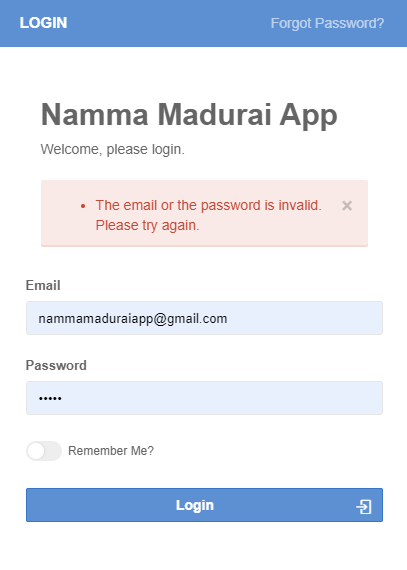 LOGIN
Forgot Password?
Namma Madurai App
Welcome, please login.
• The email or the password is invalid. ×
Please try again.
Email
nammamaduraiapp@gmail.com
Password
•••••
Remember Me?
Login